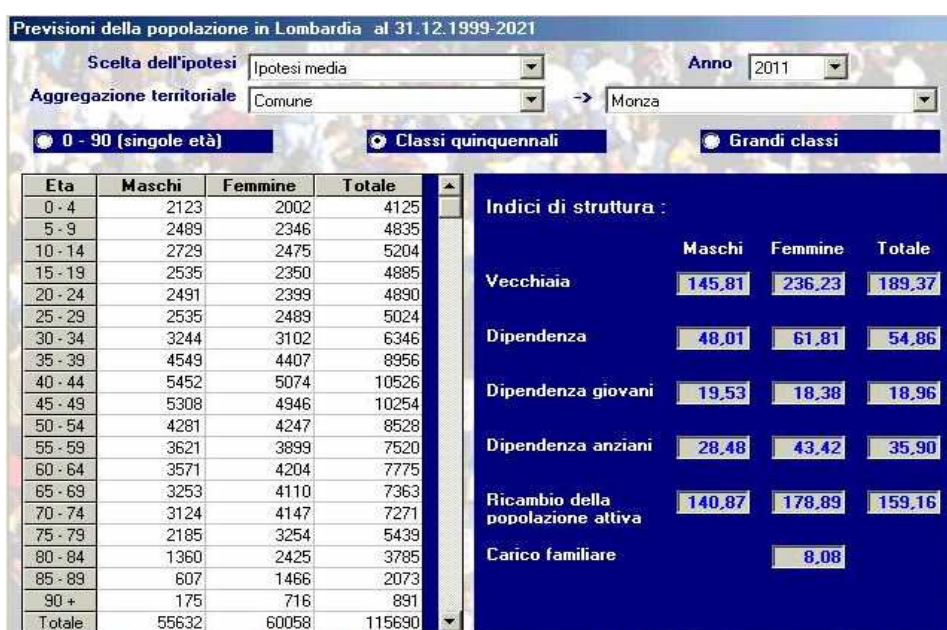 Previsioni della popolazione in Lombardia al 31.12.1999-2021
Scelta dell'ipotesi Ipotesi media Anno 2011
Aggregazione territoriale Comune -> Monza
0 - 90 (singole età) Classi quinquennali Grandi classi
Eta Maschi Femmine Totale
0 - 4 2123 2002 4125
5 - 9 2489 2346 4835
10 - 14 2729 2475 5204
15 - 19 2535 2350 4885
20 - 24 2491 2399 4890
25 - 29 2535 2489 5024
30 - 34 3244 3102 6346
35 - 39 4549 4407 8956
40 - 44 5452 5074 10526
45 - 49 5308 4946 10254
50 - 54 4281 4247 8528
55 - 59 3621 3899 7520
60 - 64 3571 4204 7775
65 - 69 3253 4110 7363
70 - 74 3124 4147 7271
75 - 79 2185 3254 5439
80 - 84 1360 2425 3785
85 - 89 607 1466 2073
90 + 175 716 891
Totale 55632 60058 115690
Indici di struttura :
Maschi Femmine Totale
Vecchiaia 145,81 236,23 189,37
Dipendenza 48,01 61,81 54,86
Dipendenza giovani 19,53 18,38 18,96
Dipendenza anziani 28,48 43,42 35,90
Ricambio della
popolazione attiva 140,87 178,89 159,16
Carico familiare 8,08